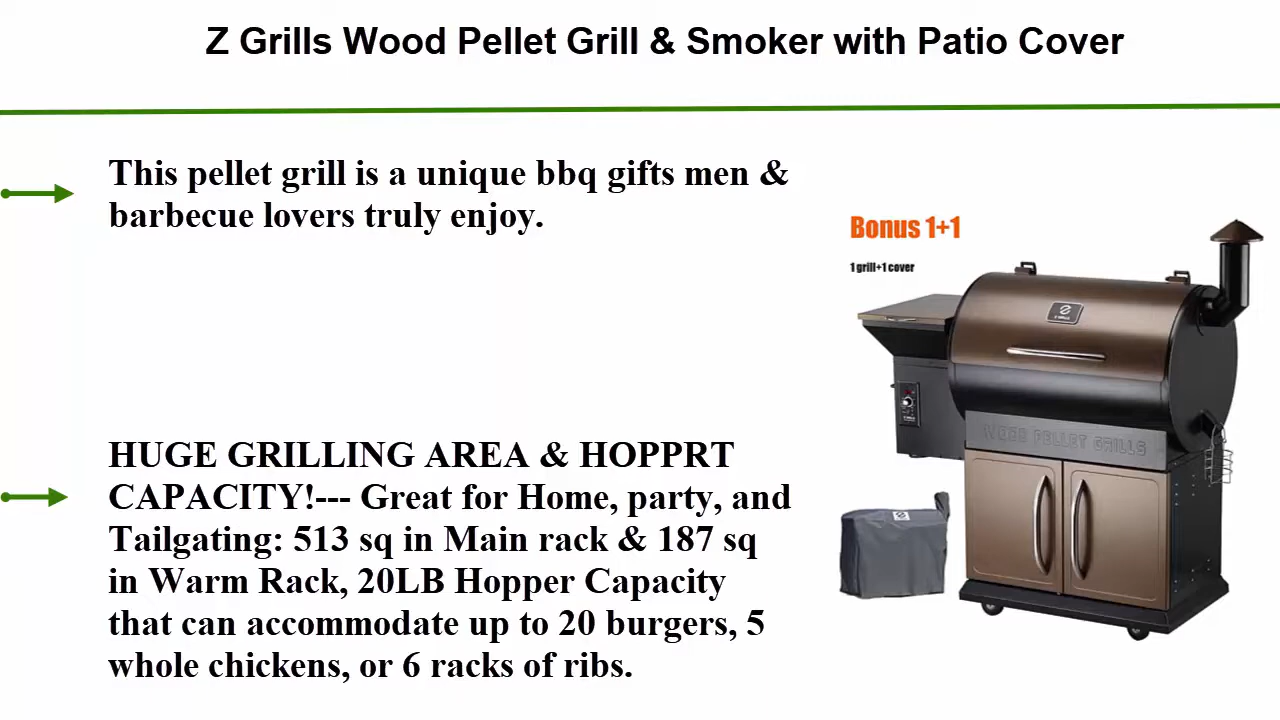 Z Grills Wood Pellet Grill & Smoker with Patio Cover
This pellet grill is a unique bbq gifts men &
barbecue lovers truly enjoy.
Bonus 1+1
1 grill+1 cover
Z GRILLS
WOOD PELLET GRILLS
HUGE GRILLING AREA & HOPPRT
CAPACITY!--- Great for Home, party, and
Tailgating: 513 sq in Main rack & 187 sq
in Warm Rack, 20LB Hopper Capacity
that can accommodate up to 20 burgers, 5
whole chickens, or 6 racks of ribs.